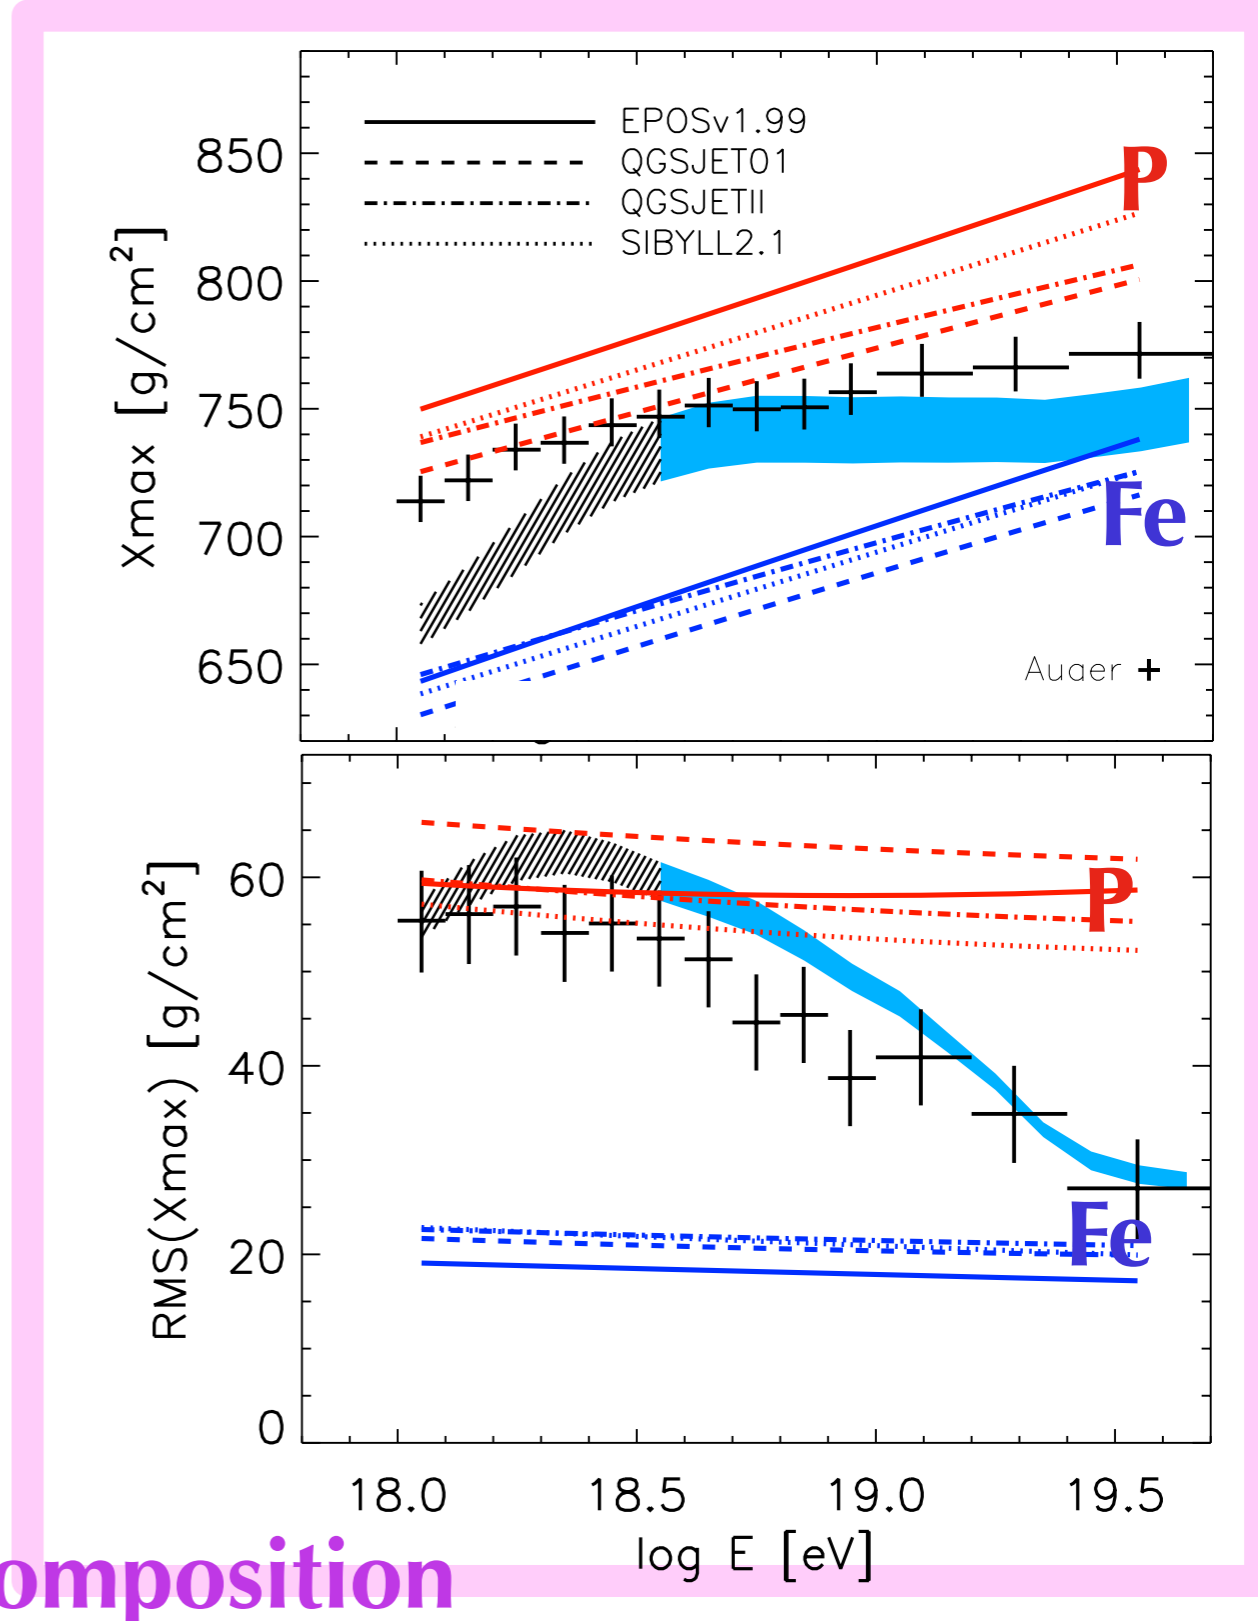 EPOSv1.99
QGSJET01
QGSJETII
SIBYLL2.1
P
850
800
750
700
650
Xmax [g/cm²]
Fe
Auger
P
60
40
20
0
RMS(Xmax) [g/cm²]
Fe
18.0 18.5 19.0 19.5
log E [eV]
omposition